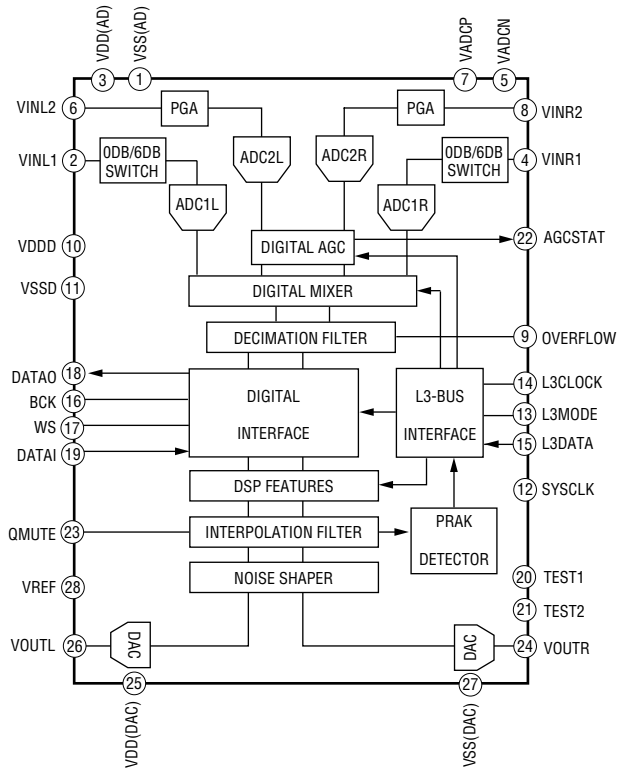 VDD(AD)
VSS(AD)
VADCP
VADCN
3
1
7
5
VINL2 6
PGA
PGA
8 VINR2
VINL1 2
0DB/6DB
SWITCH
ADC2L
ADC2R
0DB/6DB
SWITCH
4 VINR1
ADC1L
ADC1R
VDDD 10
DIGITAL AGC
22 AGCSTAT
VSSD 11
DIGITAL MIXER
DECIMATION FILTER
9 OVERFLOW
DATAO 18
BCK 16
WS 17
DATAI 19
DIGITAL
INTERFACE
L3-BUS
INTERFACE
14 L3CLOCK
13 L3MODE
15 L3DATA
DSP FEATURES
12 SYSCLK
QMUTE 23
INTERPOLATION FILTER
PRAK
DETECTOR
VREF 28
NOISE SHAPER
20 TEST1
21 TEST2
VOUTL 26
DAC
DAC
24 VOUTR
25
27
VDD(DAC)
VSS(DAC)